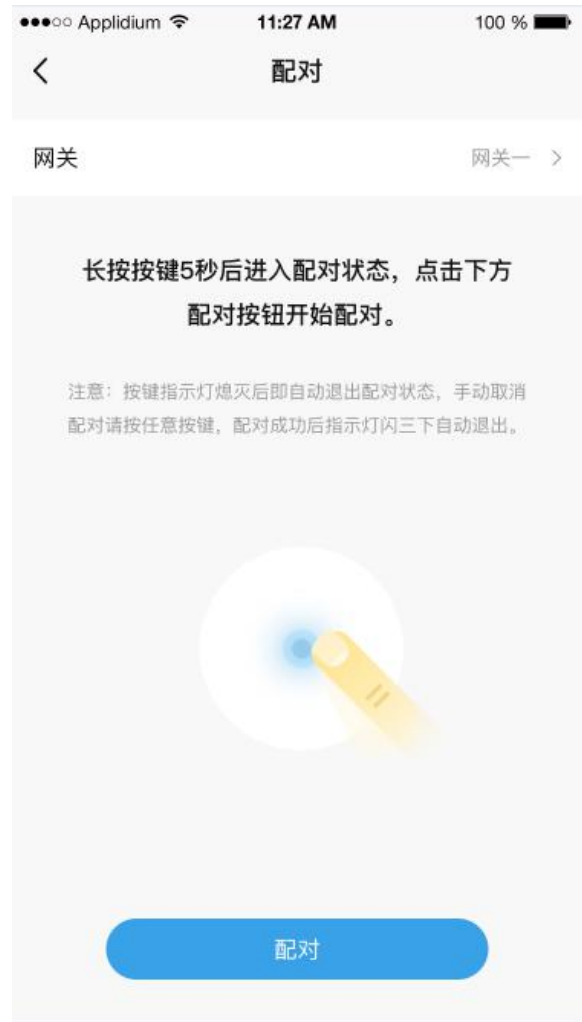 Applidium 11:27 AM 100 %
配对
网关 网关一
长按按键5秒后进入配对状态，点击下方
配对按钮开始配对。
注意：按键指示灯熄灭后即自动退出配对状态，手动取消
配对请按任意按键，配对成功后指示灯闪三下自动退出。
配对